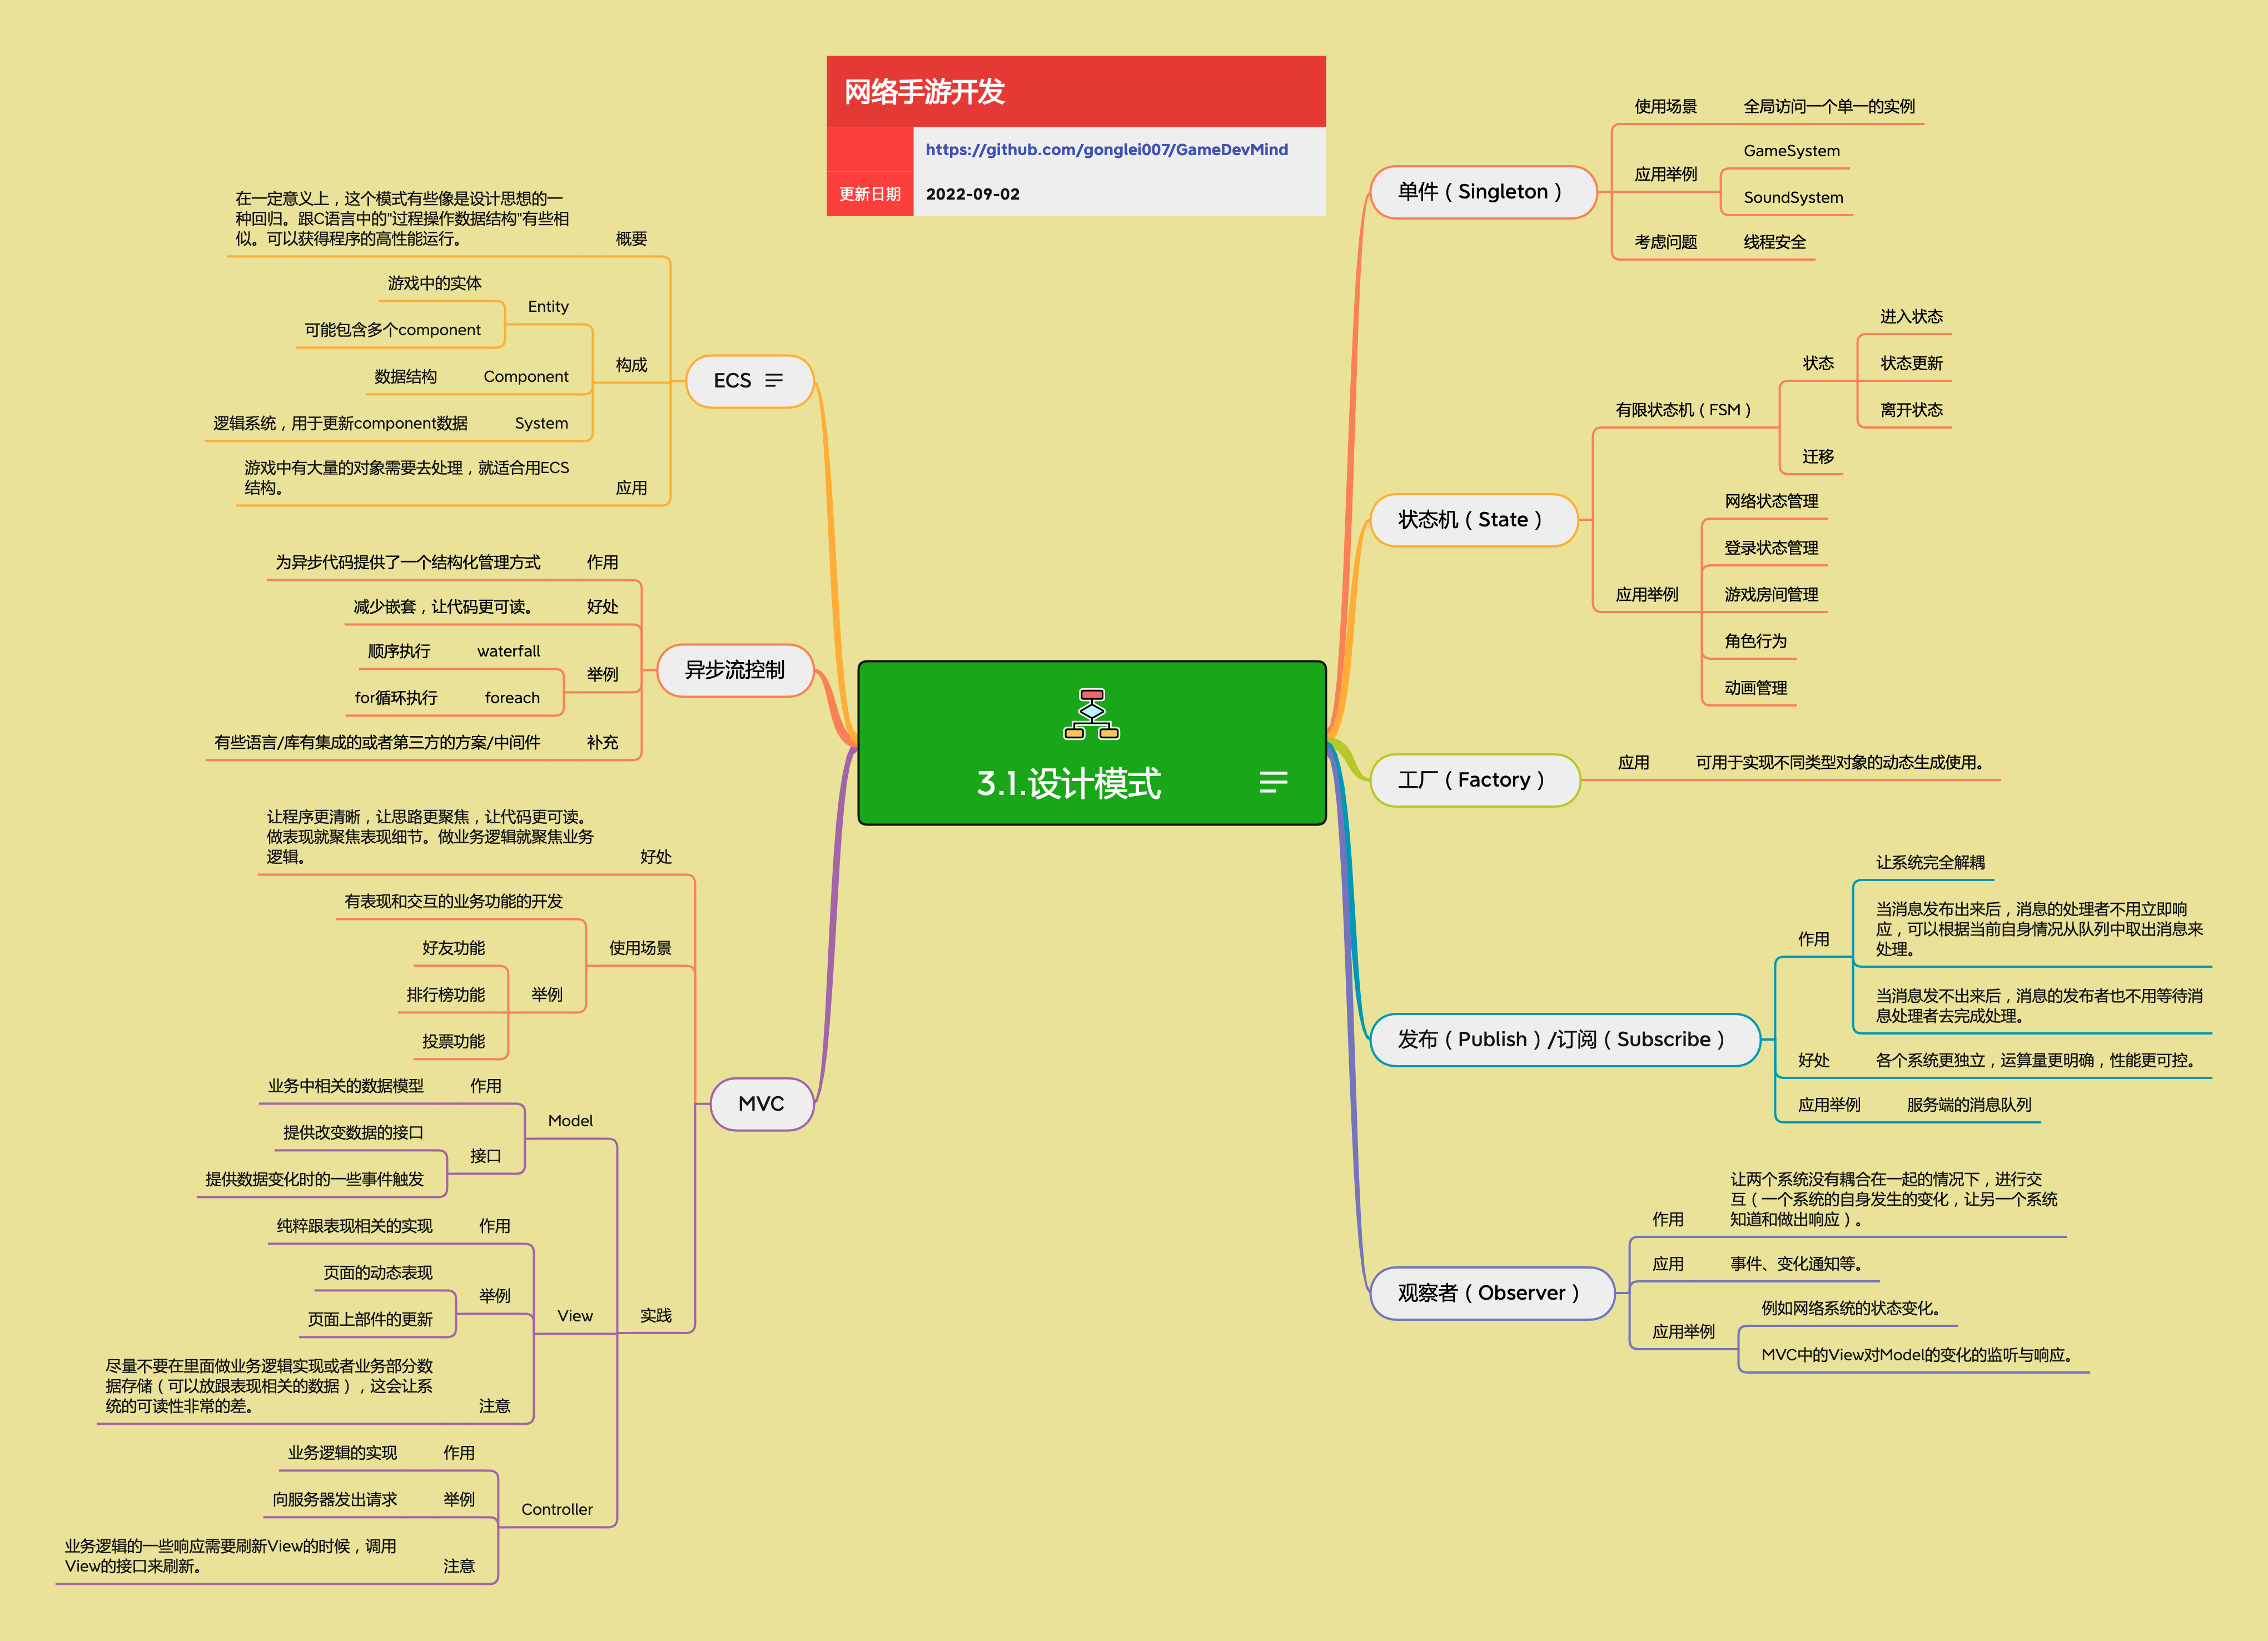 网络手游开发
https://github.com/gonglei007/GameDevMind
更新日期 2022-09-02
3.1.设计模式
单件（Singleton）
使用场景 全局访问一个单一的实例
应用举例
GameSystem
SoundSystem
考虑问题 线程安全
状态机（State）
有限状态机（FSM）
状态
进入状态
状态更新
离开状态
迁移
应用举例
网络状态管理
登录状态管理
游戏房间管理
角色行为
动画管理
工厂（Factory）
应用 可用于实现不同类型对象的动态生成使用。
发布（Publish）/订阅（Subscribe）
作用
让系统完全解耦
当消息发布出来后，消息的处理者不用立即响
应，可以根据当前自身情况从队列中取出消息来
处理。
当消息发不出来后，消息的发布者也不用等待消
息处理者去完成处理。
好处 各个系统更独立，运算量更明确，性能更可控。
应用举例 服务端的消息队列
观察者（Observer）
作用
让两个系统没有耦合在一起的情况下，进行交
互（一个系统的自身发生的变化，让另一个系统
知道和做出响应）。
应用 事件、变化通知等。
应用举例
例如网络系统的状态变化。
MVC中的View对Model的变化的监听与响应。
ECS
概要
在一定意义上，这个模式有些像是设计思想的一
种回归。跟C语言中的"过程操作数据结构"有些相
似。可以获得程序的高性能运行。
构成
Entity
游戏中的实体
可能包含多个component
Component
数据结构
System
逻辑系统，用于更新component数据
应用
游戏中有大量的对象需要去处理，就适合用ECS
结构。
异步流控制
作用
为异步代码提供了一个结构化管理方式
好处
减少嵌套，让代码更可读。
举例
waterfall
顺序执行
foreach
for循环执行
补充
有些语言/库有集成的或者第三方的方案/中间件
MVC
好处
让程序更清晰，让思路更聚焦，让代码更可读。
做表现就聚焦表现细节。做业务逻辑就聚焦业务
逻辑。
使用场景
有表现和交互的业务功能的开发
举例
好友功能
排行榜功能
投票功能
实践
Model
作用
业务中相关的数据模型
接口
提供改变数据的接口
提供数据变化时的一些事件触发
View
作用
纯粹跟表现相关的实现
举例
页面的动态表现
页面上部件的更新
注意
尽量不要在里面做业务逻辑实现或者业务部分数
据存储（可以放跟表现相关的数据），这会让系
统的可读性非常的差。
Controller
作用
业务逻辑的实现
举例
向服务器发出请求
注意
业务逻辑的一些响应需要刷新View的时候，调用
View的接口来刷新。